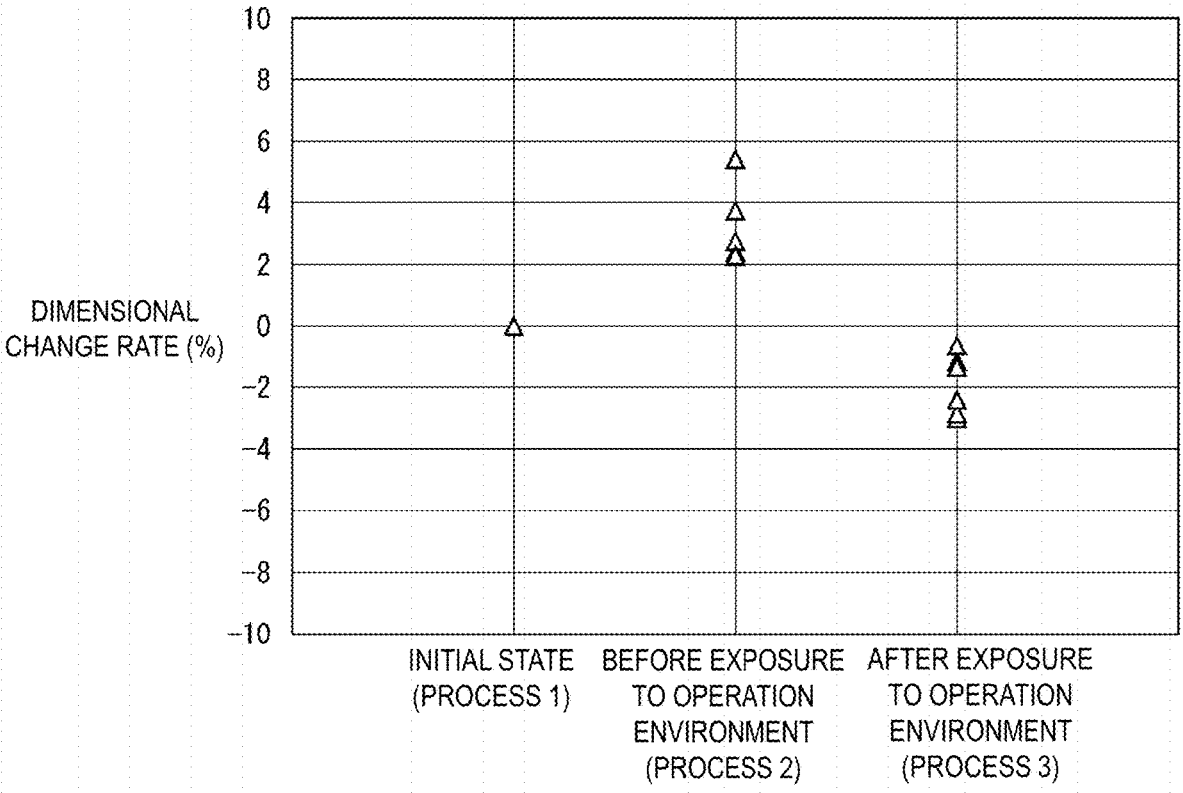 10
8
6
4
2
0
−2
−4
−6
−8
−10
DIMENSIONAL
CHANGE RATE (%)
INITIAL STATE
(PROCESS 1)
BEFORE EXPOSURE
TO OPERATION
ENVIRONMENT
(PROCESS 2)
AFTER EXPOSURE
TO OPERATION
ENVIRONMENT
(PROCESS 3)